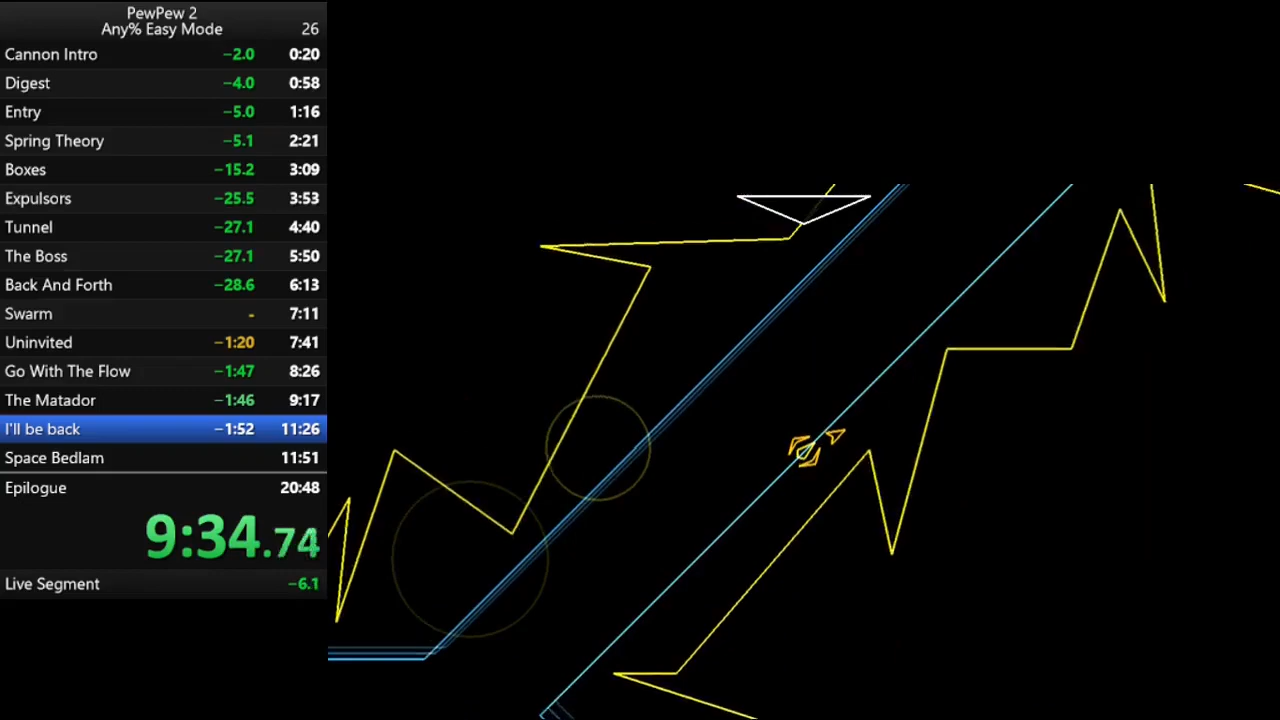 PewPew 2
Any% Easy Mode 26
Cannon Intro −2.0 0:20
Digest −4.0 0:58
Entry −5.0 1:16
Spring Theory −5.1 2:21
Boxes −15.2 3:09
Expulsors −25.5 3:53
Tunnel −27.1 4:40
The Boss −27.1 5:50
Back And Forth −28.6 6:13
Swarm - 7:11
Uninvited −1:20 7:41
Go With The Flow −1:47 8:26
The Matador −1:46 9:17
I'll be back −1:52 11:26
Space Bedlam 11:51
Epilogue 20:48
9:34.74
Live Segment −6.1